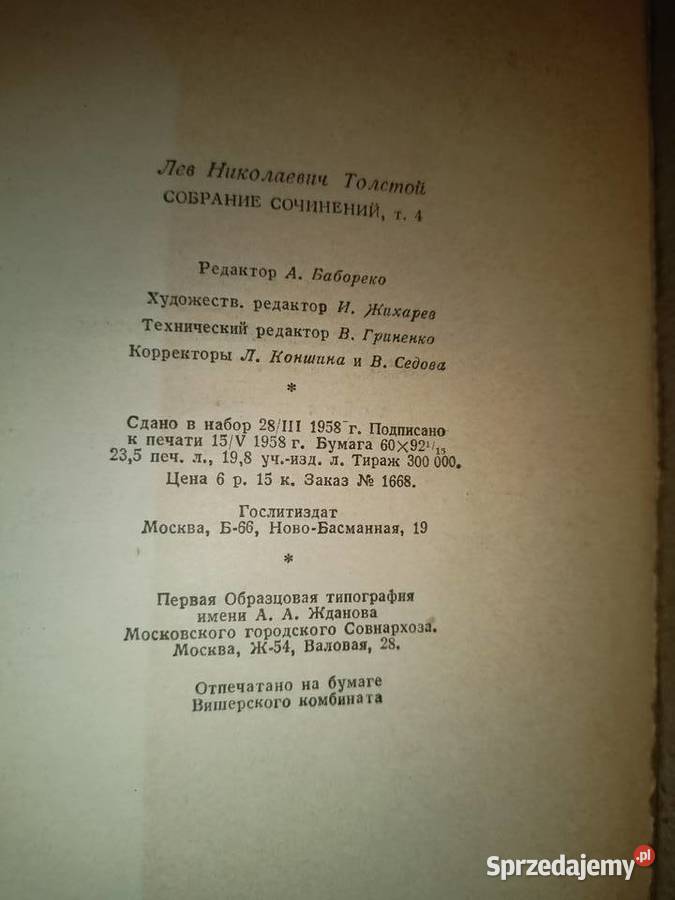 Лев Николаевич Толстой
СОБРАНИЕ СОЧИНЕНИЙ, т. 4
Редактор А. Бабореко
Художеств. редактор И. Жихарев
Технический редактор В. Гриненко
Корректоры Л. Коншина и В. Седова
*
Сдано в набор 28/III 1958 г. Подписано
к печати 15/V 1958 г. Бумага 60×92 1/15
23,5 печ. л., 19,8 уч.-изд. л. Тираж 300 000.
Цена 6 р. 15 к. Заказ № 1668.
Гослитиздат
Москва, Б-66, Ново-Басманная, 19
*
Первая Образцовая типография
имени А. А. Жданова
Московского городского Совнархоза.
Москва, Ж-54, Валовая, 28.
Отпечатано на бумаге
Вишерского комбината
Sprzedajemy.pl